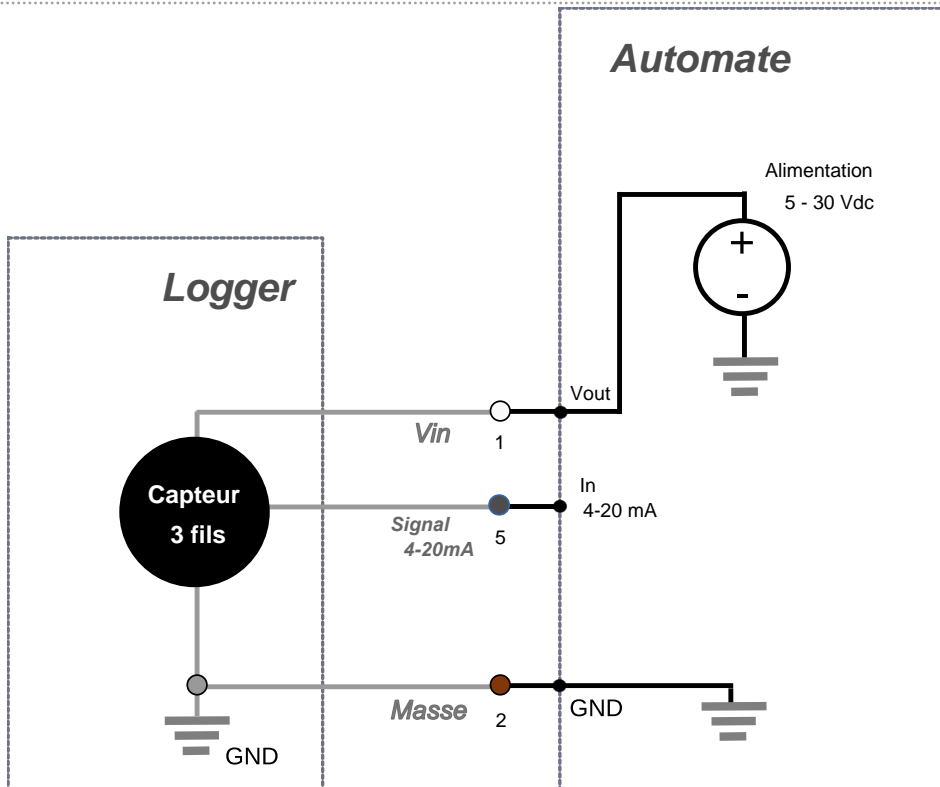 Automate
Alimentation
5 - 30 Vdc
+
-
Logger
Vout
Vin
1
In
4-20 mA
Capteur
3 fils
Signal
4-20mA
5
Masse
2
GND
GND